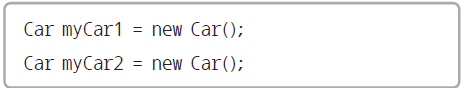 Car myCar1 = new Car();
Car myCar2 = new Car();